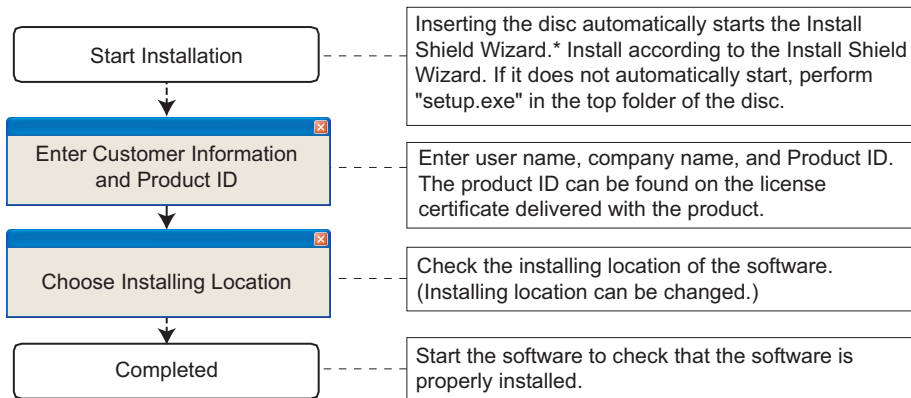 Start Installation
Inserting the disc automatically starts the Install
Shield Wizard.* Install according to the Install Shield
Wizard. If it does not automatically start, perform
"setup.exe" in the top folder of the disc.
Enter Customer Information
and Product ID
Enter user name, company name, and Product ID.
The product ID can be found on the license
certificate delivered with the product.
Choose Installing Location
Check the installing location of the software.
(Installing location can be changed.)
Completed
Start the software to check that the software is
properly installed.